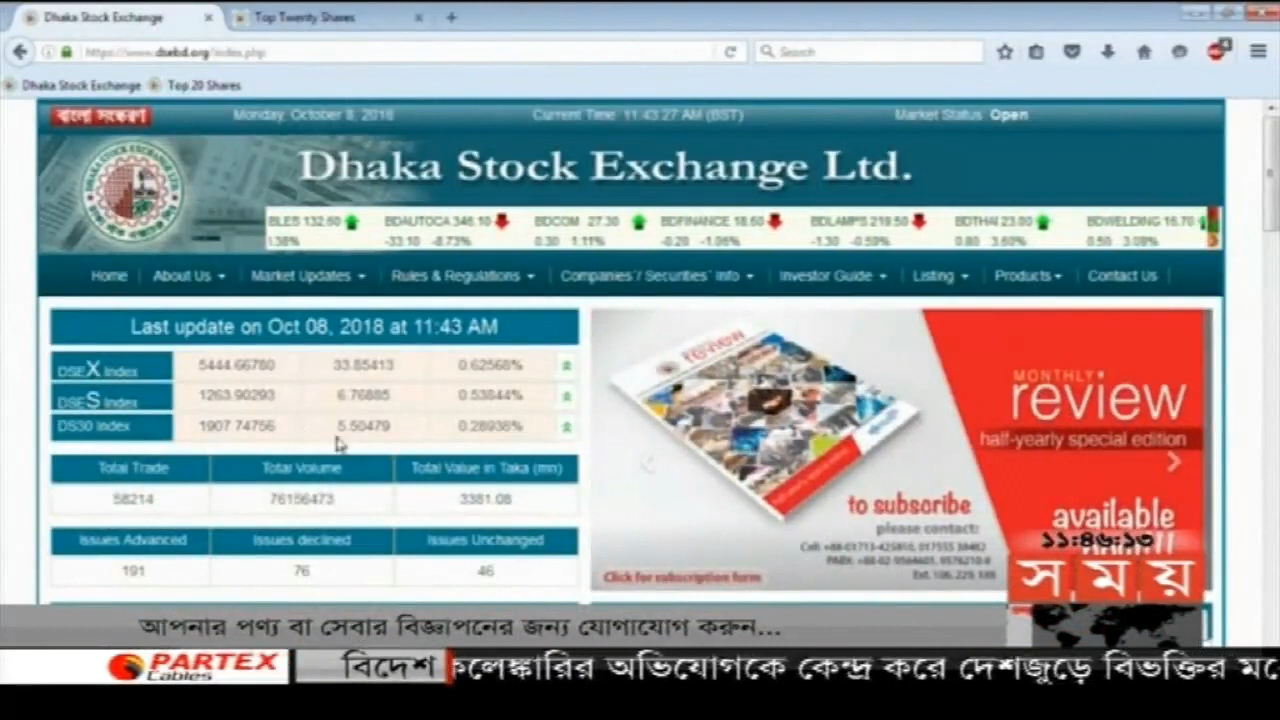 Dhaka Stock Exchange
Top Twenty Shares
https://www.dsebd.org/index.php
Search
Dhaka Stock Exchange Top 20 Shares
বাংলা সংস্করণ Monday, October 8, 2018 Current Time: 11:43:27 AM (BST) Market Status: Open
Dhaka Stock Exchange Ltd.
BLES 132.60 BDAUTOCA 346.10 BDCOM 27.30 BDFINANCE 18.60 BDLAMPS 219.50 BDTHAI 23.00 BDWELDING 16.70
1.38% -33.10 -8.73% 0.30 1.11% -0.20 -1.06% -1.30 -0.59% 0.80 3.60% 0.50 3.09%
Home About Us Market Updates Rules & Regulations Companies / Securities Info Investor Guide Listing Products Contact Us
Last update on Oct 08, 2018 at 11:43 AM
DSEX Index 5444.66780 33.85413 0.62568%
DSES Index 1263.90293 6.76885 0.53844%
DS30 Index 1907.74756 5.50479 0.28938%
Total Trade Total Volume Total Value in Taka (mn)
58214 76156473 3381.08
Issues Advanced Issues declined Issues Unchanged
191 76 46
review
MONTHLY
review
half-yearly special edition
to subscribe
please contact:
Click for subscription form
available
১১:৪৬:১৩
সময়
আপনার পণ্য বা সেবার বিজ্ঞাপনের জন্য যোগাযোগ করুন...
PARTEX
Cables
বিদেশ কলেঙ্কারির অভিযোগকে কেন্দ্র করে দেশজুড়ে বিভক্তির